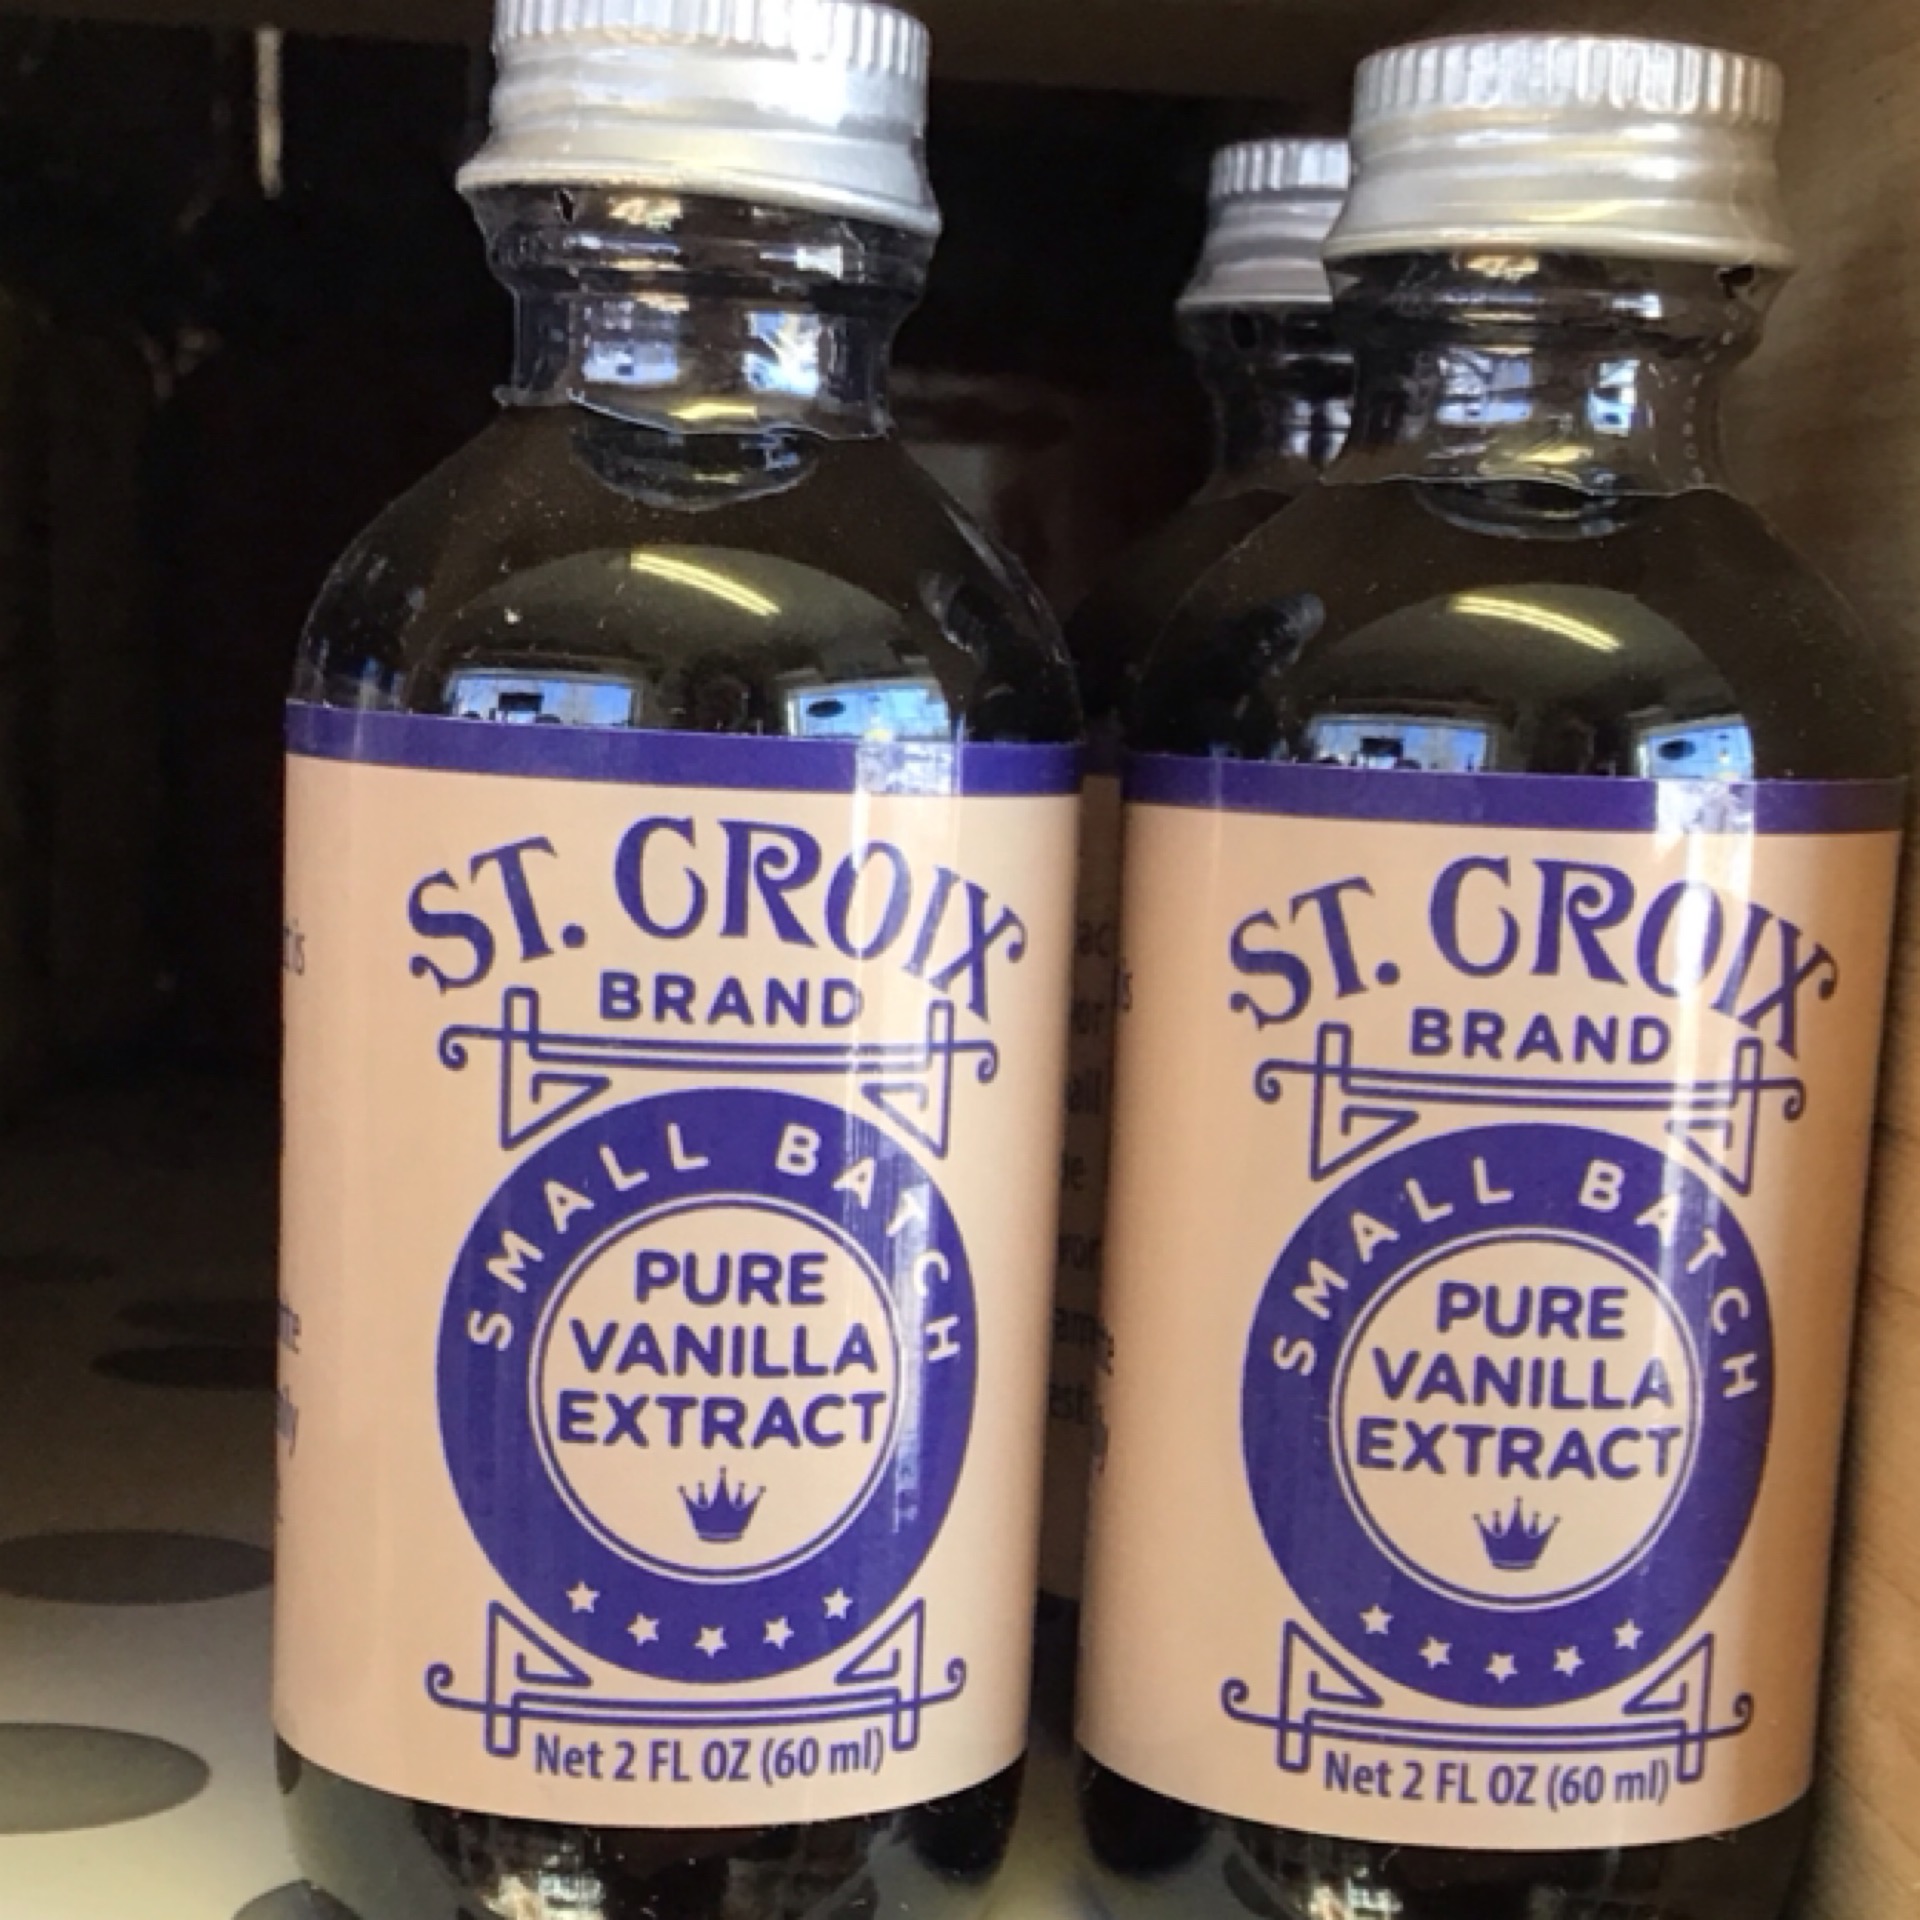 ST. CROIX
BRAND
SMALL BATCH
PURE
VANILLA
EXTRACT
Net 2 FL OZ (60 ml)
ST. CROIX
BRAND
SMALL BATCH
PURE
VANILLA
EXTRACT
Net 2 FL OZ (60 ml)